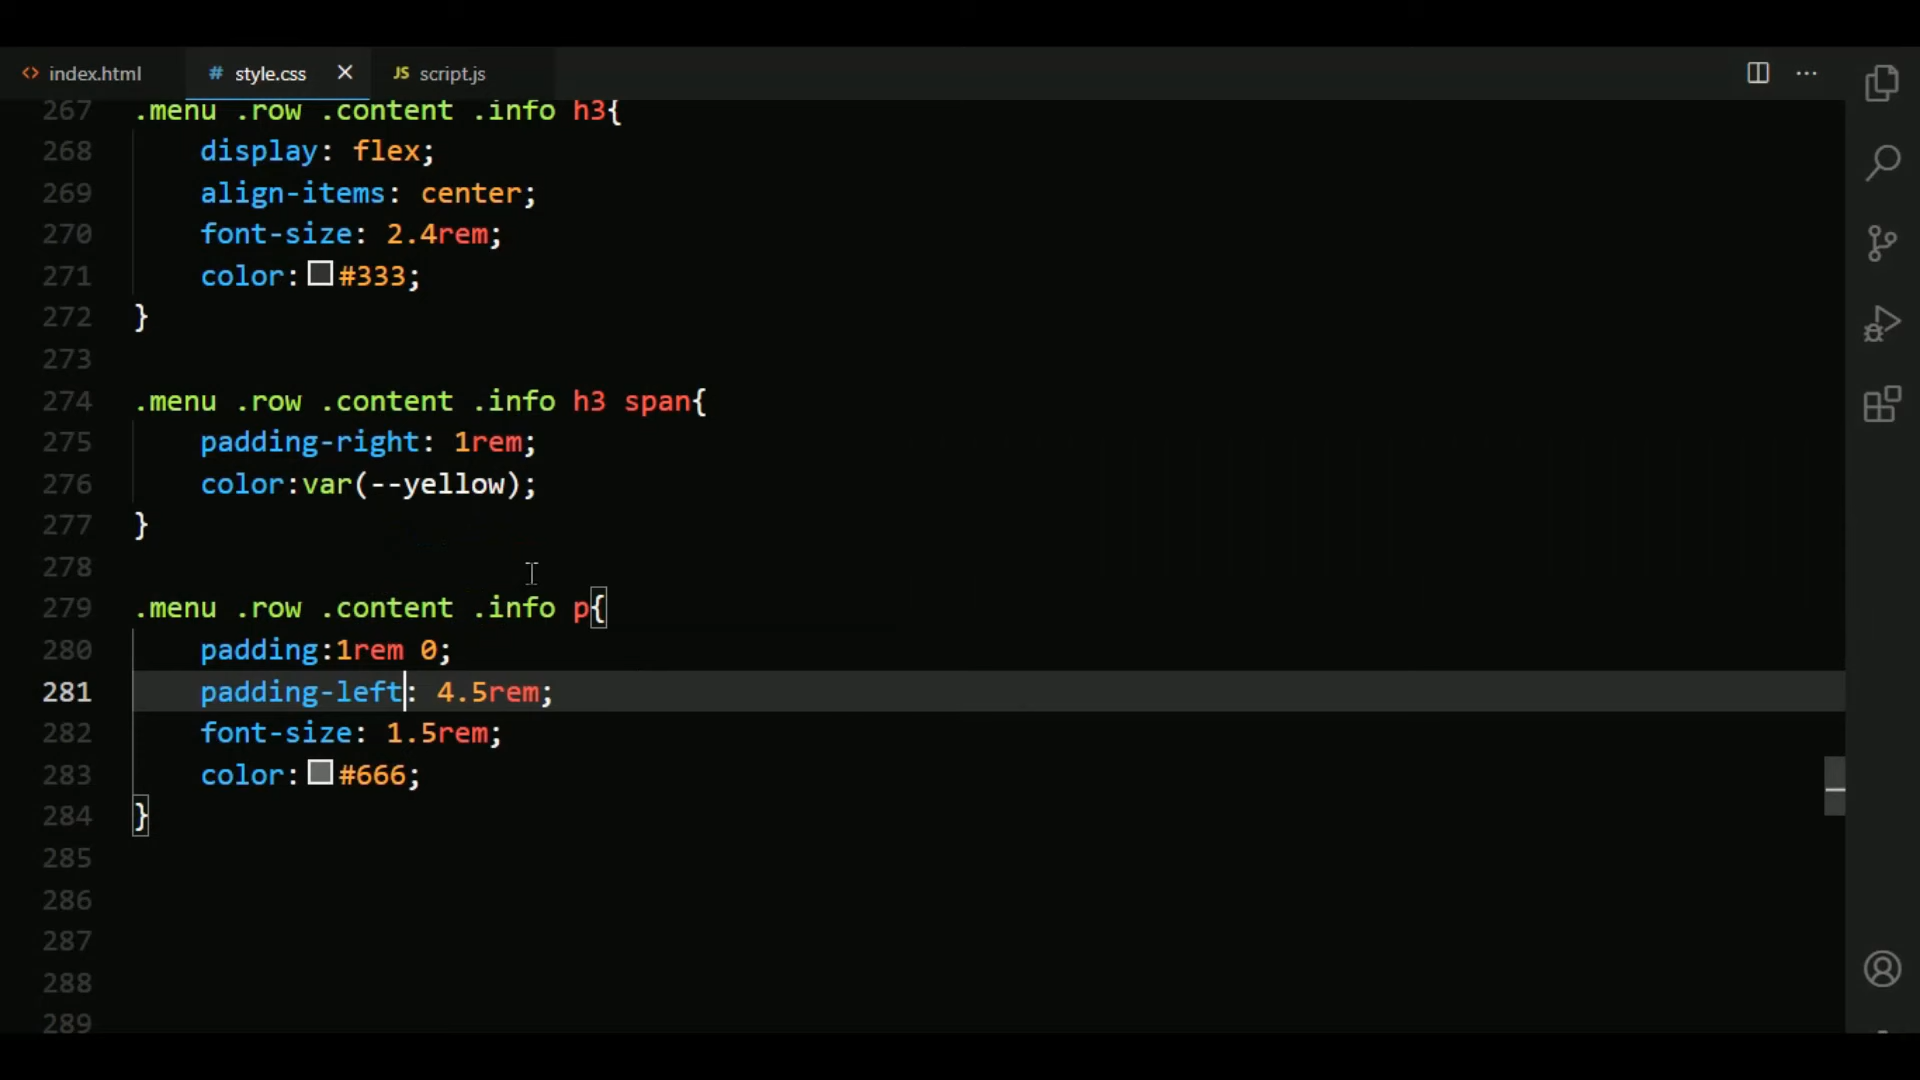 index.html
style.css
JS script.js
267 .menu .row .content .info h3{
268 display: flex;
269 align-items: center;
270 font-size: 2.4rem;
271 color:#333;
272 }
273
274 .menu .row .content .info h3 span{
275 padding-right: 1rem;
276 color:var(--yellow);
277 }
278
279 .menu .row .content .info p{
280 padding:1rem 0;
281 padding-left: 4.5rem;
282 font-size: 1.5rem;
283 color:#666;
284 }
285
286
287
288
289